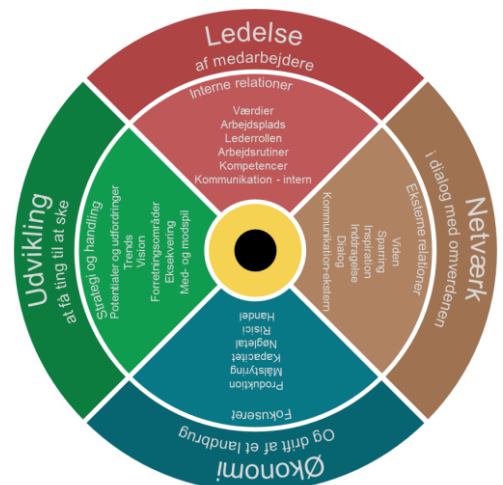 Ledelse
af medarbejdere
Interne relationer
Værdier
Arbejdsplads
Lederrollen
Arbejdsrutiner
Kompetencer
Kommunikation - intern
Netværk
i dialog med omverdenen
Eksterne relationer
Viden
Sparring
Inspiration
Inddragelse
Dialog
Kommunikation-ekstern
Økonomi
Og drift af et landbrug
Fokuseret
Produktion
Målstyring
Kapacitet
Nøgletal
Risici
Handel
Udvikling
at få ting til at ske
Strategi og handling
Potentialer og udfordringer
Trends
Vision
Forretningsområder
Eksekvering
Med- og modspil